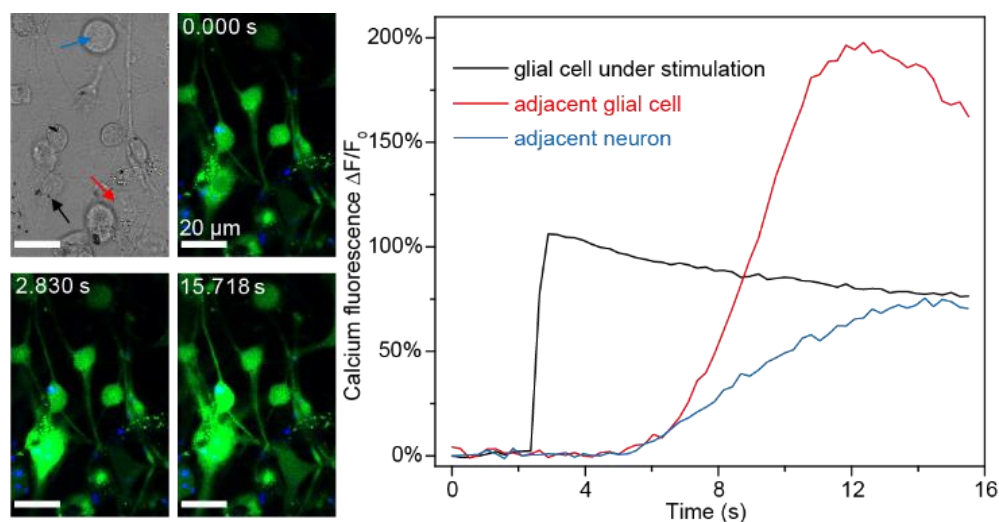 0.000 s
20 μm
2.830 s
15.718 s
Calcium fluorescence ΔF/F₀
200%
150%
100%
50%
0%
glial cell under stimulation
adjacent glial cell
adjacent neuron
0 4 8 12 16
Time (s)